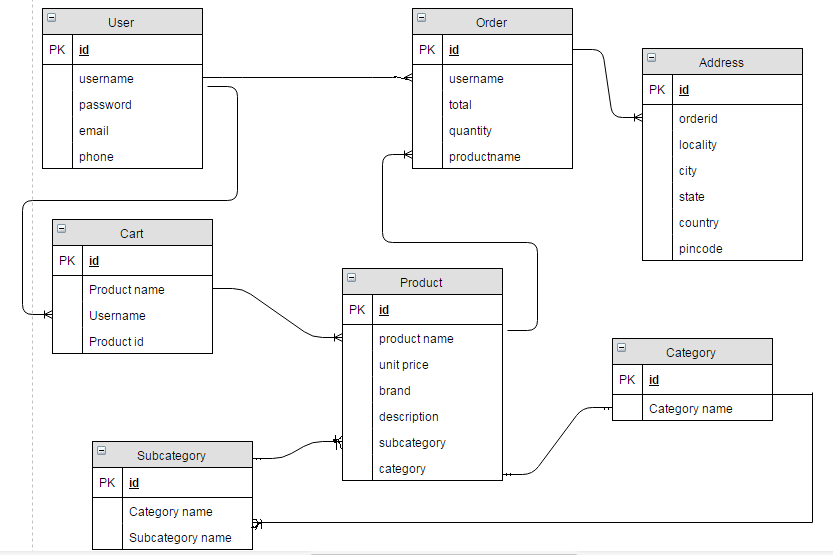 User
PK id
username
password
email
phone
Order
PK id
username
total
quantity
productname
Address
PK id
orderid
locality
city
state
country
pincode
Cart
PK id
Product name
Username
Product id
Product
PK id
product name
unit price
brand
description
subcategory
category
Category
PK id
Category name
Subcategory
PK id
Category name
Subcategory name